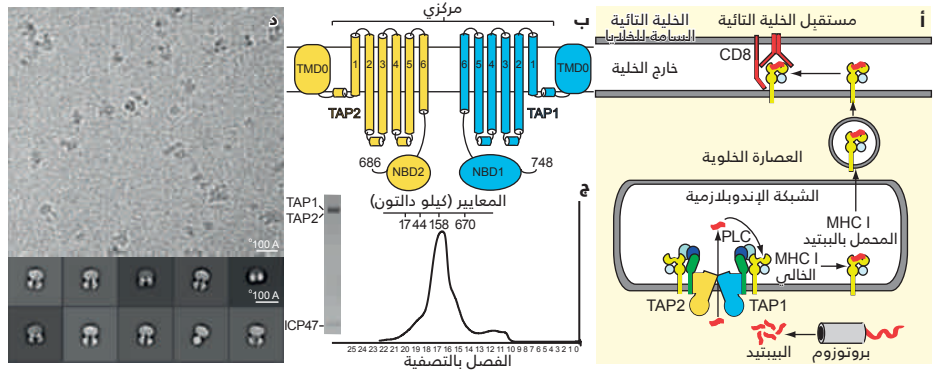 أ
الخلية التائية
السامة للخلايا
مستقبِل الخلية التائية
CD8
خارج الخلية
العصارة الخلوية
الشبكة الإندوبلازمية
MHC I
المحمل بالببتيد
PLC
MHC I
الخالي
TAP2
TAP1
البيبتيد
بروتوزوم
ب
مركزي
TMD0
1
2
3
4
5
6
6
5
4
3
2
1
TMD0
TAP2
TAP1
686
NBD2
NBD1
748
ج
TAP1
TAP2
ICP47
المعايير (كيلو دالتون)
17 44 158 670
25 24 23 22 21 20 19 18 17 16 15 14 13 12 11 10 9 8 7 6 5 4 3 2 1 0
الفصل بالتصفية
د
100 A°
100 A°